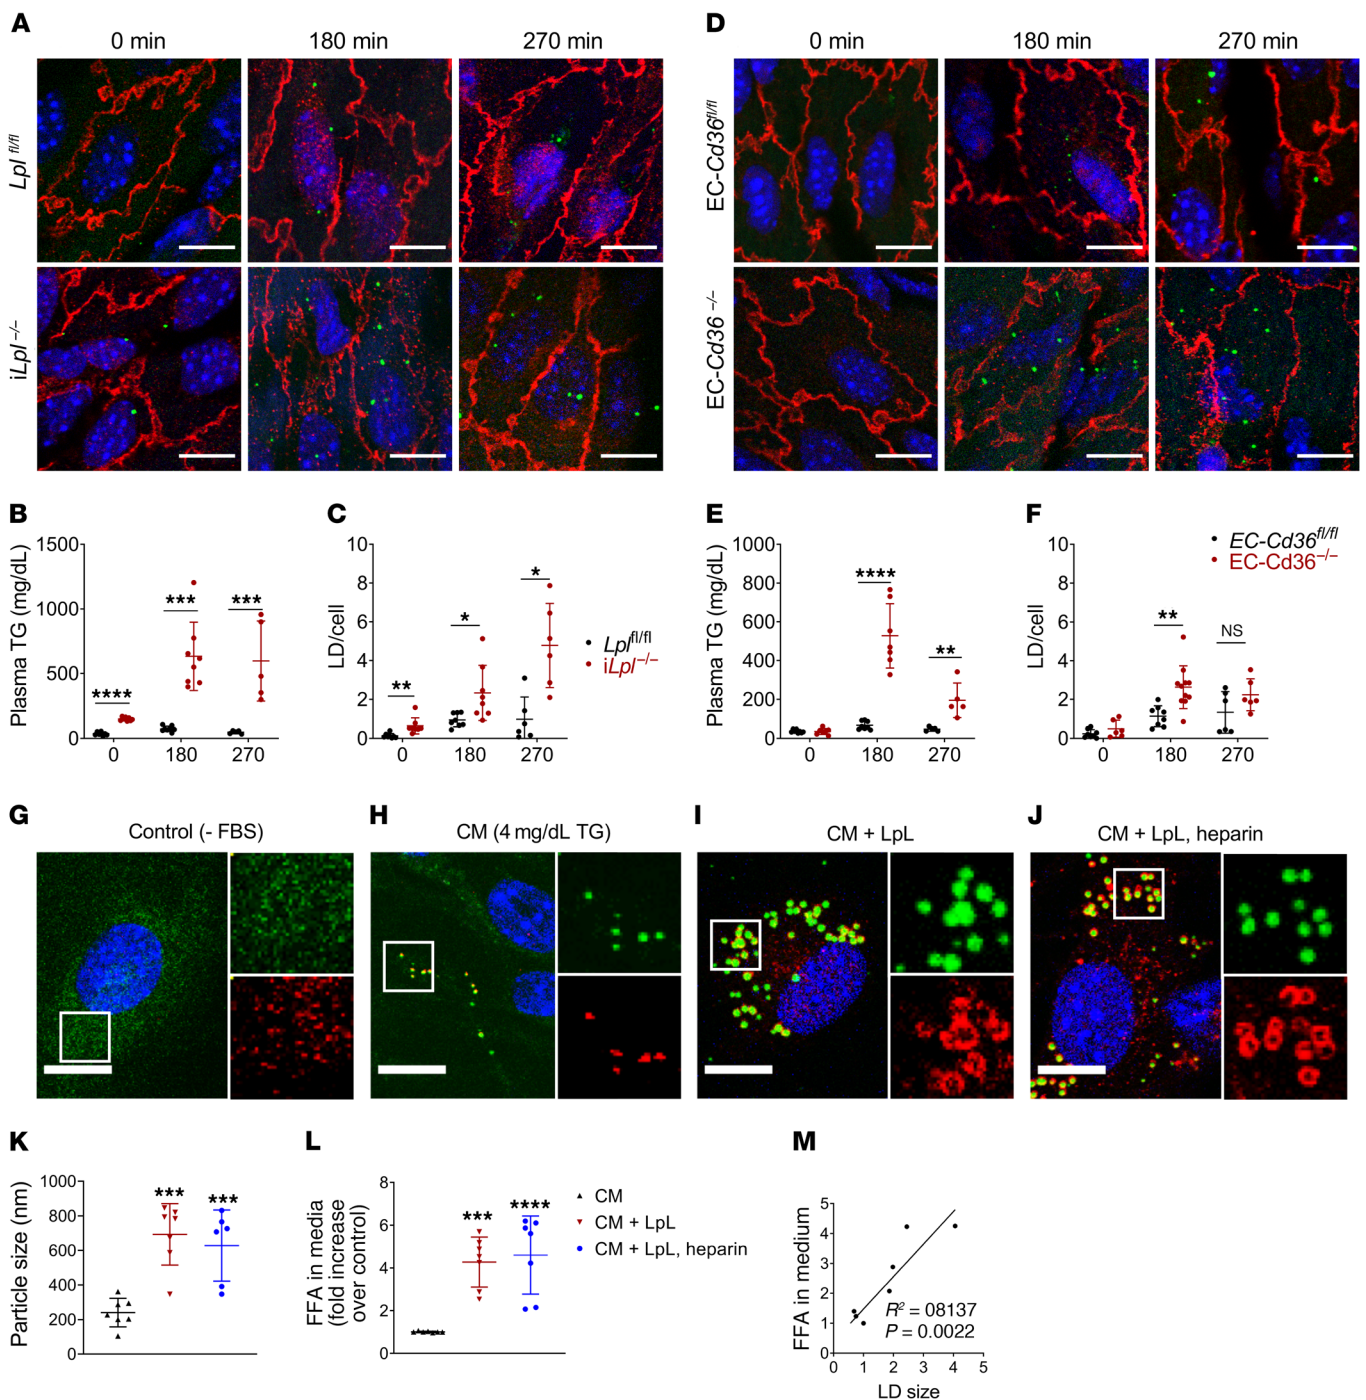 A
D
0 min 180 min 270 min
0 min 180 min 270 min
Lpl fl/fl
iLpl –/–
EC-Cd36fl/fl
EC-Cd36 –/–
B
C
E
F
Plasma TG (mg/dL)
1500
1000
500
0
**** *** ***
0 180 270
LD/cell
10
8
6
4
2
0
** * *
0 180 270
Lplfl/fl
iLpl–/–
Plasma TG (mg/dL)
1000
800
600
400
200
0
**** **
0 180 270
LD/cell
10
8
6
4
2
0
** NS
0 180 270
EC-Cd36fl/fl
EC-Cd36–/–
G
H
I
J
Control (- FBS)
CM (4 mg/dL TG)
CM + LpL
CM + LpL, heparin
K
L
M
Particle size (nm)
1000
800
600
400
200
0
*** ***
FFA in media
(fold increase
over control)
8
6
4
2
0
*** ****
CM
CM + LpL
CM + LpL, heparin
FFA in medium
5
4
3
2
1
0
R2 = 08137
P = 0.0022
0 1 2 3 4 5
LD size